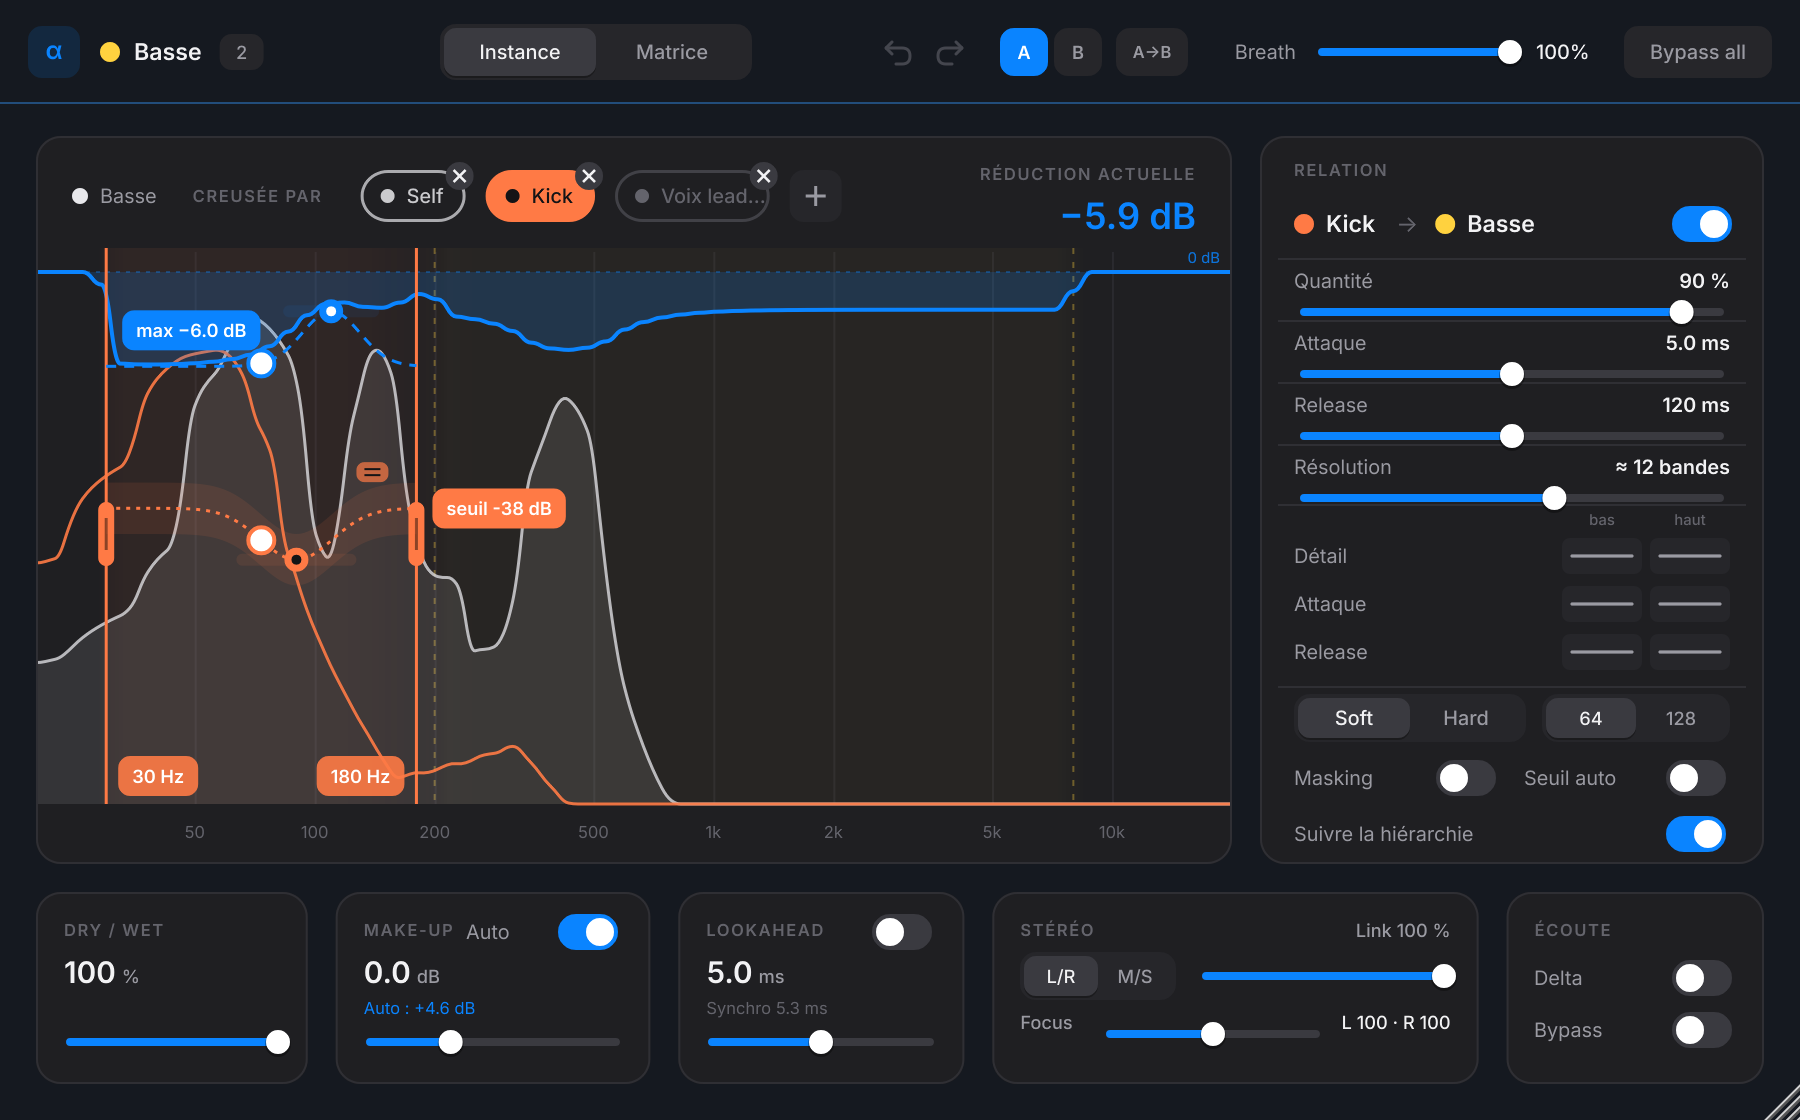 α Basse 2 Instance Matrice A B A→B Breath 100% Bypass all
Basse CREUSÉE PAR Self Kick Voix lead... +
RÉDUCTION ACTUELLE
−5.9 dB
0 dB
max −6.0 dB
seuil -38 dB
30 Hz 180 Hz
50 100 200 500 1k 2k 5k 10k
RELATION
Kick → Basse
Quantité 90 %
Attaque 5.0 ms
Release 120 ms
Résolution ≈ 12 bandes
bas haut
Détail
Attaque
Release
Soft Hard 64 128
Masking Seuil auto
Suivre la hiérarchie
DRY / WET
100 %
MAKE-UP Auto
0.0 dB
Auto : +4.6 dB
LOOKAHEAD
5.0 ms
Synchro 5.3 ms
STÉRÉO Link 100 %
L/R M/S
Focus L 100 · R 100
ÉCOUTE
Delta
Bypass